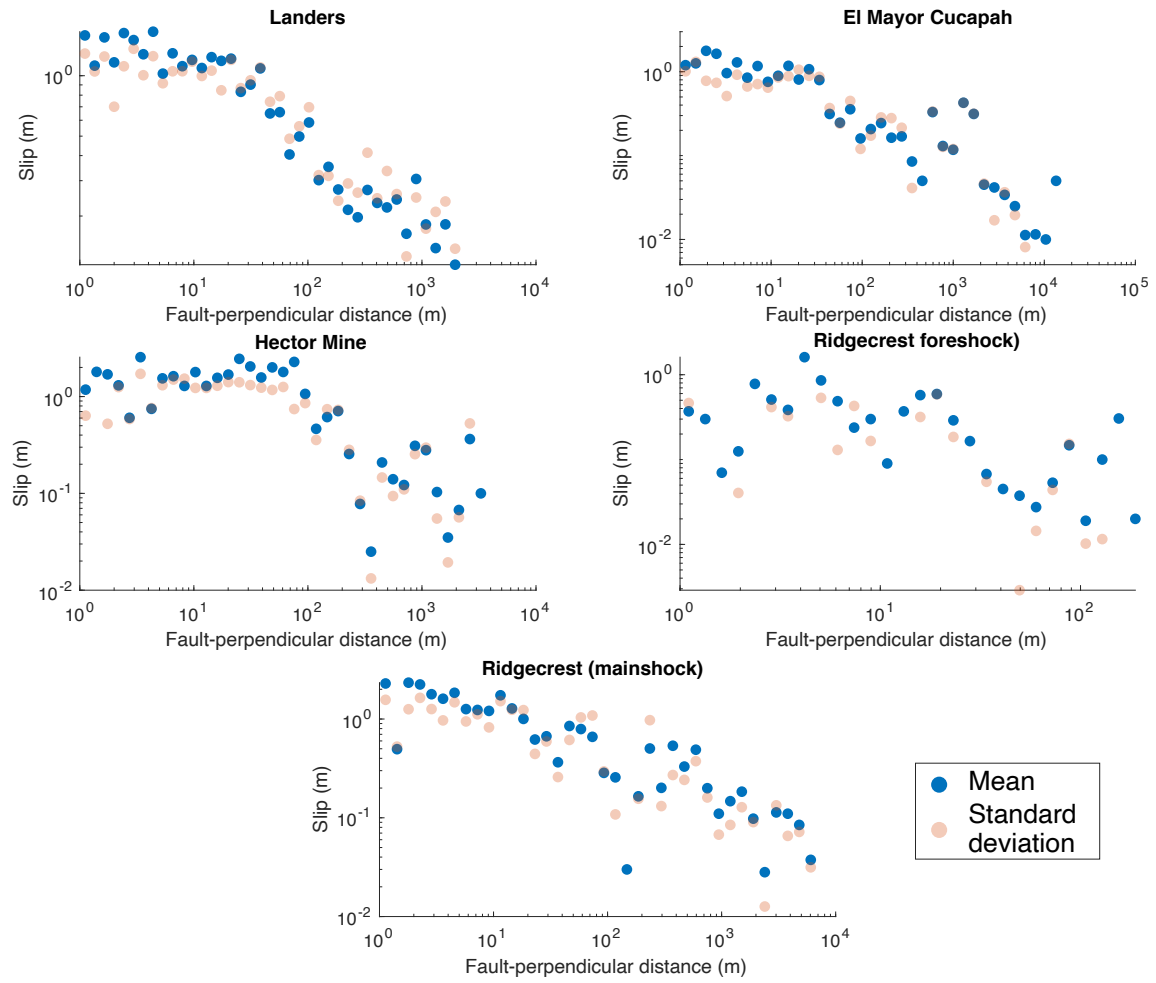 Landers
Slip (m)
10^0
10^0 10^1 10^2 10^3 10^4
Fault-perpendicular distance (m)
El Mayor Cucapah
Slip (m)
10^0
10^-2
10^0 10^1 10^2 10^3 10^4 10^5
Fault-perpendicular distance (m)
Hector Mine
Slip (m)
10^0
10^-1
10^-2
10^0 10^1 10^2 10^3 10^4
Fault-perpendicular distance (m)
Ridgecrest foreshock)
Slip (m)
10^0
10^-2
10^0 10^1 10^2
Fault-perpendicular distance (m)
Ridgecrest (mainshock)
Slip (m)
10^0
10^-1
10^-2
10^0 10^1 10^2 10^3 10^4
Fault-perpendicular distance (m)
Mean
Standard
deviation